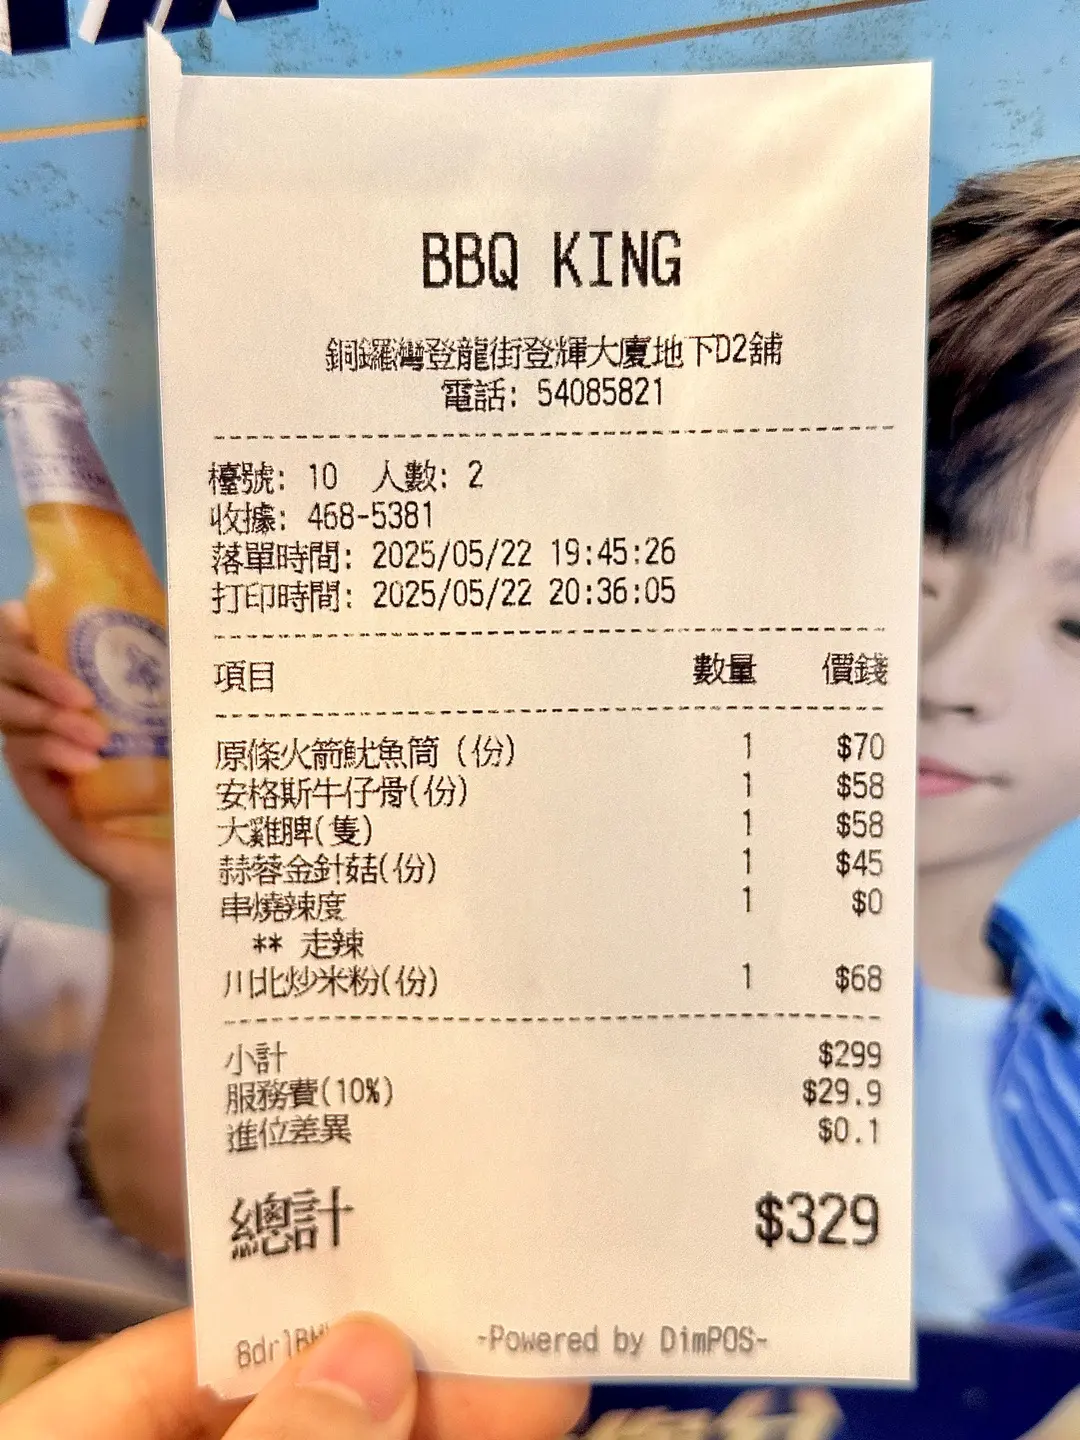 BBQ KING
銅鑼灣登龍街登輝大廈地下D2舖
電話: 54085821
檯號: 10 人數: 2
收據: 468-5381
落單時間: 2025/05/22 19:45:26
打印時間: 2025/05/22 20:36:05
項目 數量 價錢
原條火箭魷魚筒 (份) 1 $70
安格斯牛仔骨(份) 1 $58
大雞脾(隻) 1 $58
蒜蓉金針菇(份) 1 $45
串燒辣度 1 $0
** 走辣
川北炒米粉(份) 1 $68
小計 $299
服務費(10%) $29.9
進位差異 $0.1
總計 $329
-Powered by DimPOS-